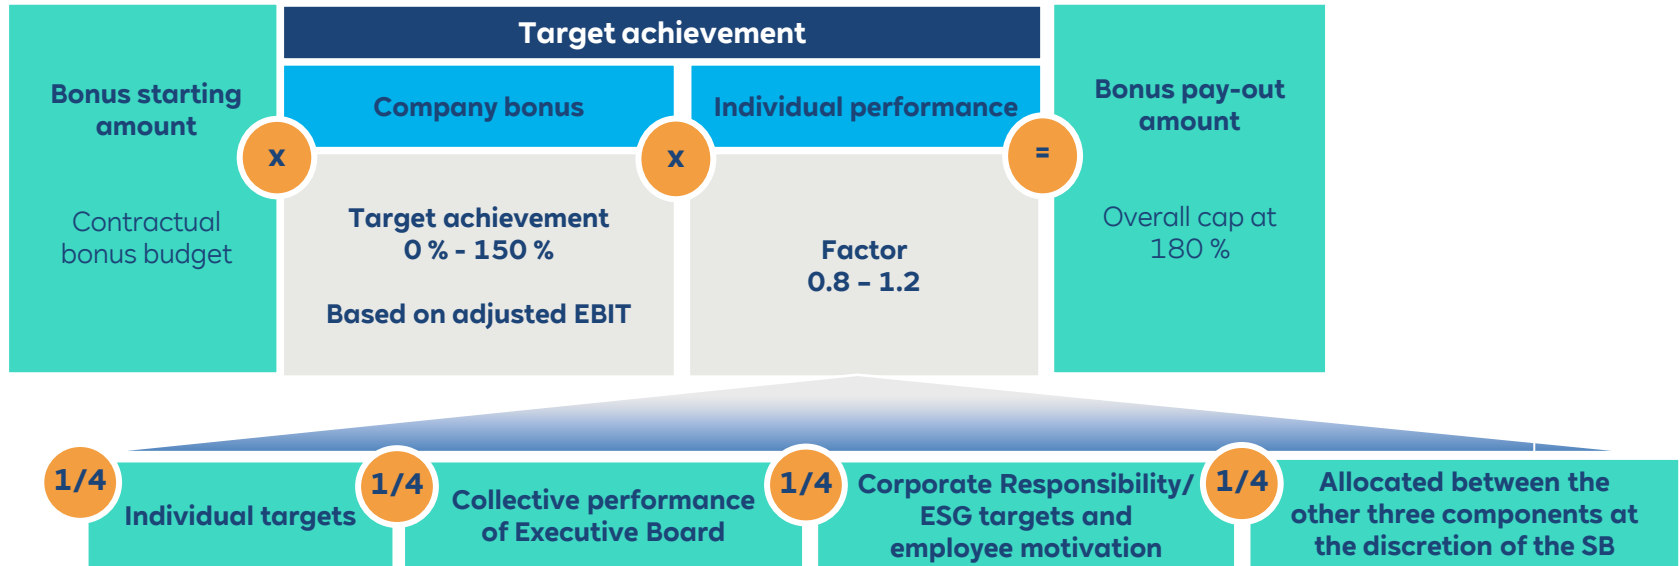 Target achievement
Bonus starting
amount
x
Contractual
bonus budget
Company bonus
Target achievement
0 % - 150 %
Based on adjusted EBIT
x
Individual performance
Factor
0.8 – 1.2
=
Bonus pay-out
amount
Overall cap at
180 %
1/4
Individual targets
1/4
Collective performance
of Executive Board
1/4
Corporate Responsibility/
ESG targets and
employee motivation
1/4
Allocated between the
other three components at
the discretion of the SB